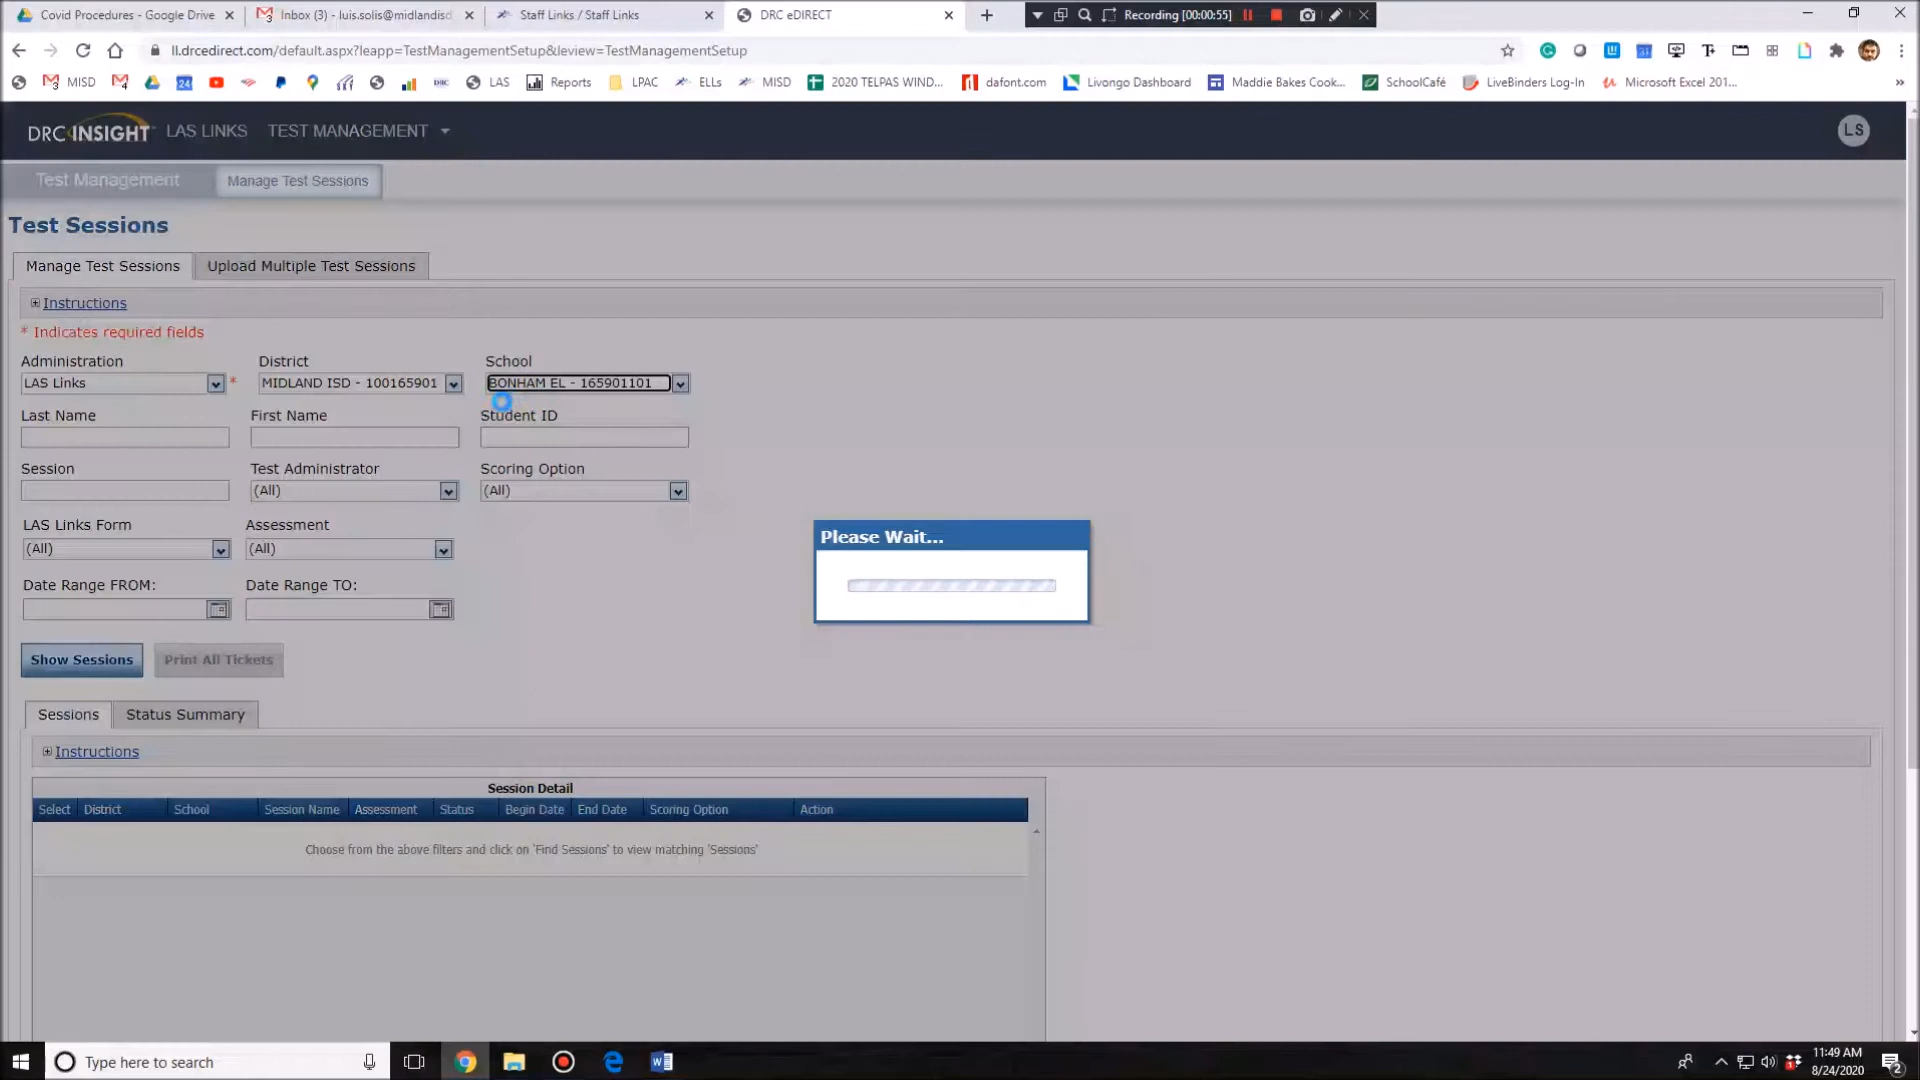 Covid Procedures - Google Drive
Inbox (3) - luis.solis@midlandisd
Staff Links / Staff Links
DRC eDIRECT
Recording [00:00:55]
ll.drcedirect.com/default.aspx?leapp=TestManagementSetup&leview=TestManagementSetup
MISD
LAS
Reports
LPAC
ELLs
MISD
2020 TELPAS WIND...
dafont.com
Livongo Dashboard
Maddie Bakes Cook...
SchoolCafé
LiveBinders Log-In
Microsoft Excel 201...
DRC INSIGHT LAS LINKS TEST MANAGEMENT
LS
Test Management Manage Test Sessions
Test Sessions
Manage Test Sessions Upload Multiple Test Sessions
Instructions
* Indicates required fields
Administration District School
LAS Links * MIDLAND ISD - 100165901 BONHAM EL - 165901101
Last Name First Name Student ID
Session Test Administrator Scoring Option
(All) (All)
LAS Links Form Assessment
(All) (All)
Please Wait...
Date Range FROM: Date Range TO:
Show Sessions Print All Tickets
Sessions Status Summary
Instructions
Session Detail
Select District School Session Name Assessment Status Begin Date End Date Scoring Option Action
Choose from the above filters and click on 'Find Sessions' to view matching 'Sessions'
Type here to search
11:49 AM
8/24/2020
2